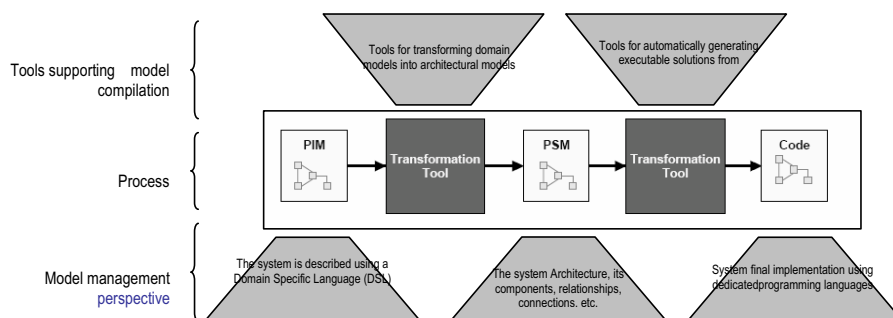 Tools supporting model
compilation
Tools for transforming domain
models into architectural models
Tools for automatically generating
executable solutions from
Process
PIM
Transformation
Tool
PSM
Transformation
Tool
Code
Model management
perspective
The system is described using a
Domain Specific Language (DSL)
The system Architecture, its
components, relationships,
connections. etc.
System final implementation using
dedicatedprogramming languages